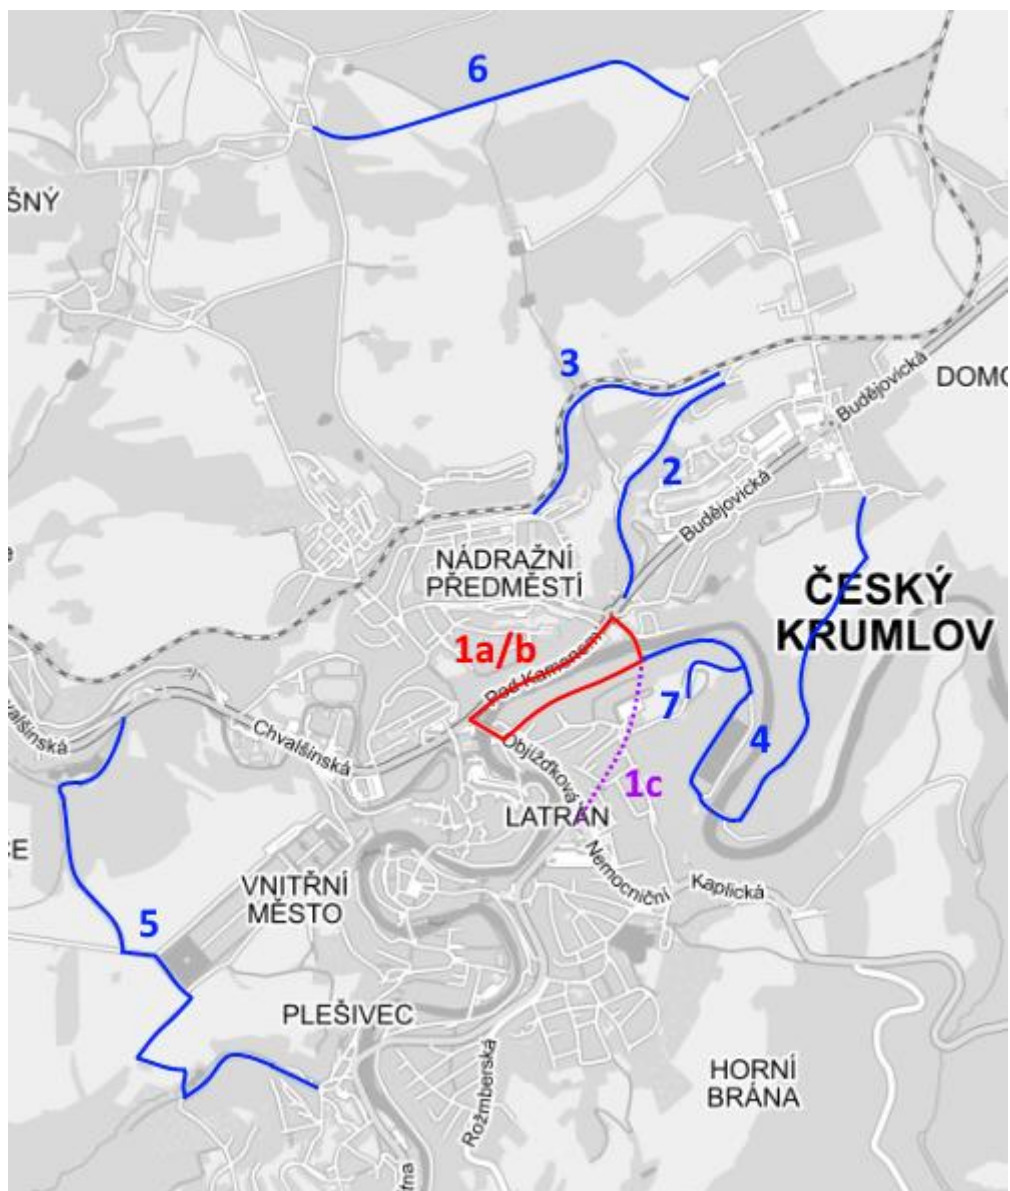 6
ŠNÝ
3
Budějovická
DOMO
2
Budějovická
NÁDRAŽNÍ
PŘEDMĚSTÍ
ČESKÝ
KRUMLOV
1a/b
Pod Kamenem
7
4
Chvalšinská
Objížďková
1c
LATRÁN
CE
VNITŘNÍ
MĚSTO
Nemocniční
Kaplická
5
PLEŠIVEC
Rožmberská
HORNÍ
BRÁNA